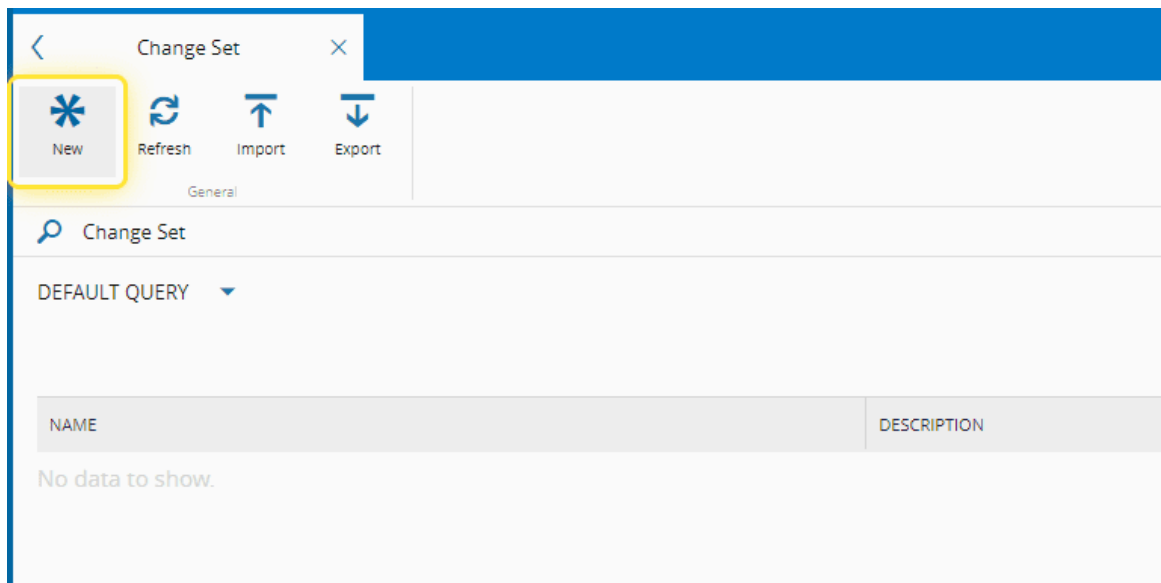 Change Set
New Refresh Import Export
General
Change Set
DEFAULT QUERY
NAME DESCRIPTION
No data to show.